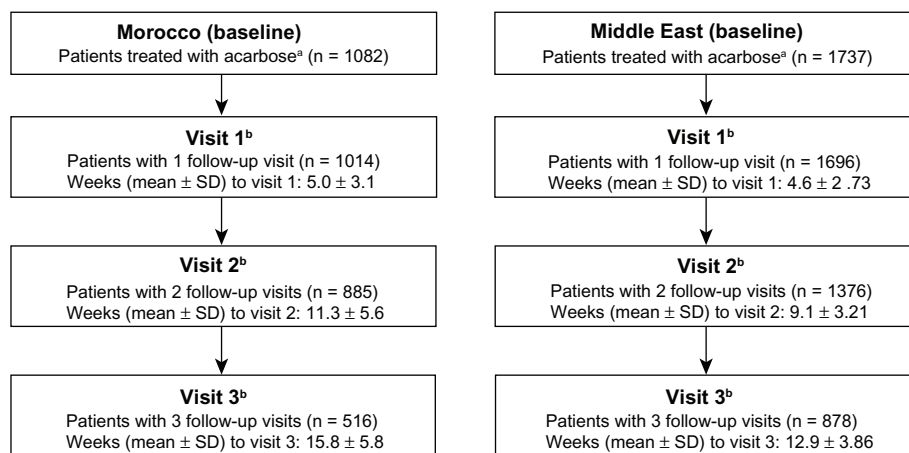 Morocco (baseline)
Patients treated with acarboseᵃ (n = 1082)
Visit 1ᵇ
Patients with 1 follow-up visit (n = 1014)
Weeks (mean ± SD) to visit 1: 5.0 ± 3.1
Visit 2ᵇ
Patients with 2 follow-up visits (n = 885)
Weeks (mean ± SD) to visit 2: 11.3 ± 5.6
Visit 3ᵇ
Patients with 3 follow-up visits (n = 516)
Weeks (mean ± SD) to visit 3: 15.8 ± 5.8
Middle East (baseline)
Patients treated with acarboseᵃ (n = 1737)
Visit 1ᵇ
Patients with 1 follow-up visit (n = 1696)
Weeks (mean ± SD) to visit 1: 4.6 ± 2 .73
Visit 2ᵇ
Patients with 2 follow-up visits (n = 1376)
Weeks (mean ± SD) to visit 2: 9.1 ± 3.21
Visit 3ᵇ
Patients with 3 follow-up visits (n = 878)
Weeks (mean ± SD) to visit 3: 12.9 ± 3.86